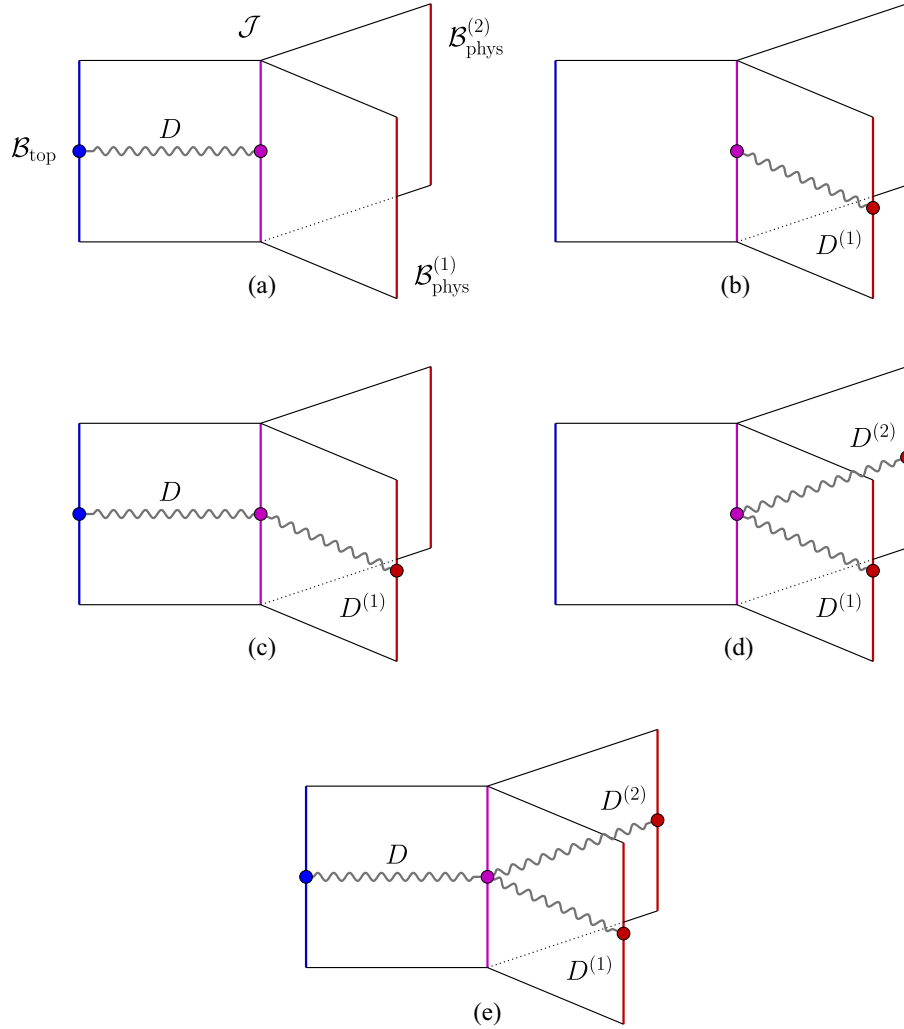 𝒥
ℬ_phys^(2)
ℬ_top
D
ℬ_phys^(1)
(a)
D^(1)
(b)
D
D^(1)
(c)
D^(2)
D^(1)
(d)
D^(2)
D
D^(1)
(e)